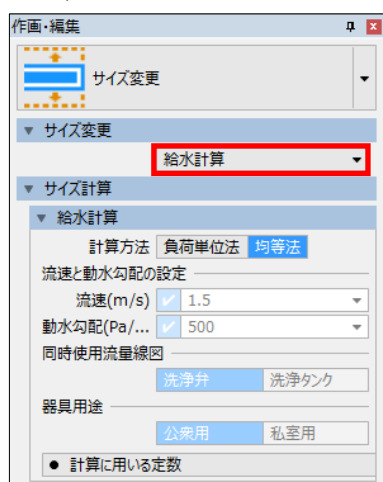 作画・編集
サイズ変更
サイズ変更
給水計算
サイズ計算
給水計算
計算方法 負荷単位法 均等法
流速と動水勾配の設定
流速(m/s) 1.5
動水勾配(Pa/... 500
同時使用流量線図
洗浄弁 洗浄タンク
器具用途
公衆用 私室用
● 計算に用いる定数